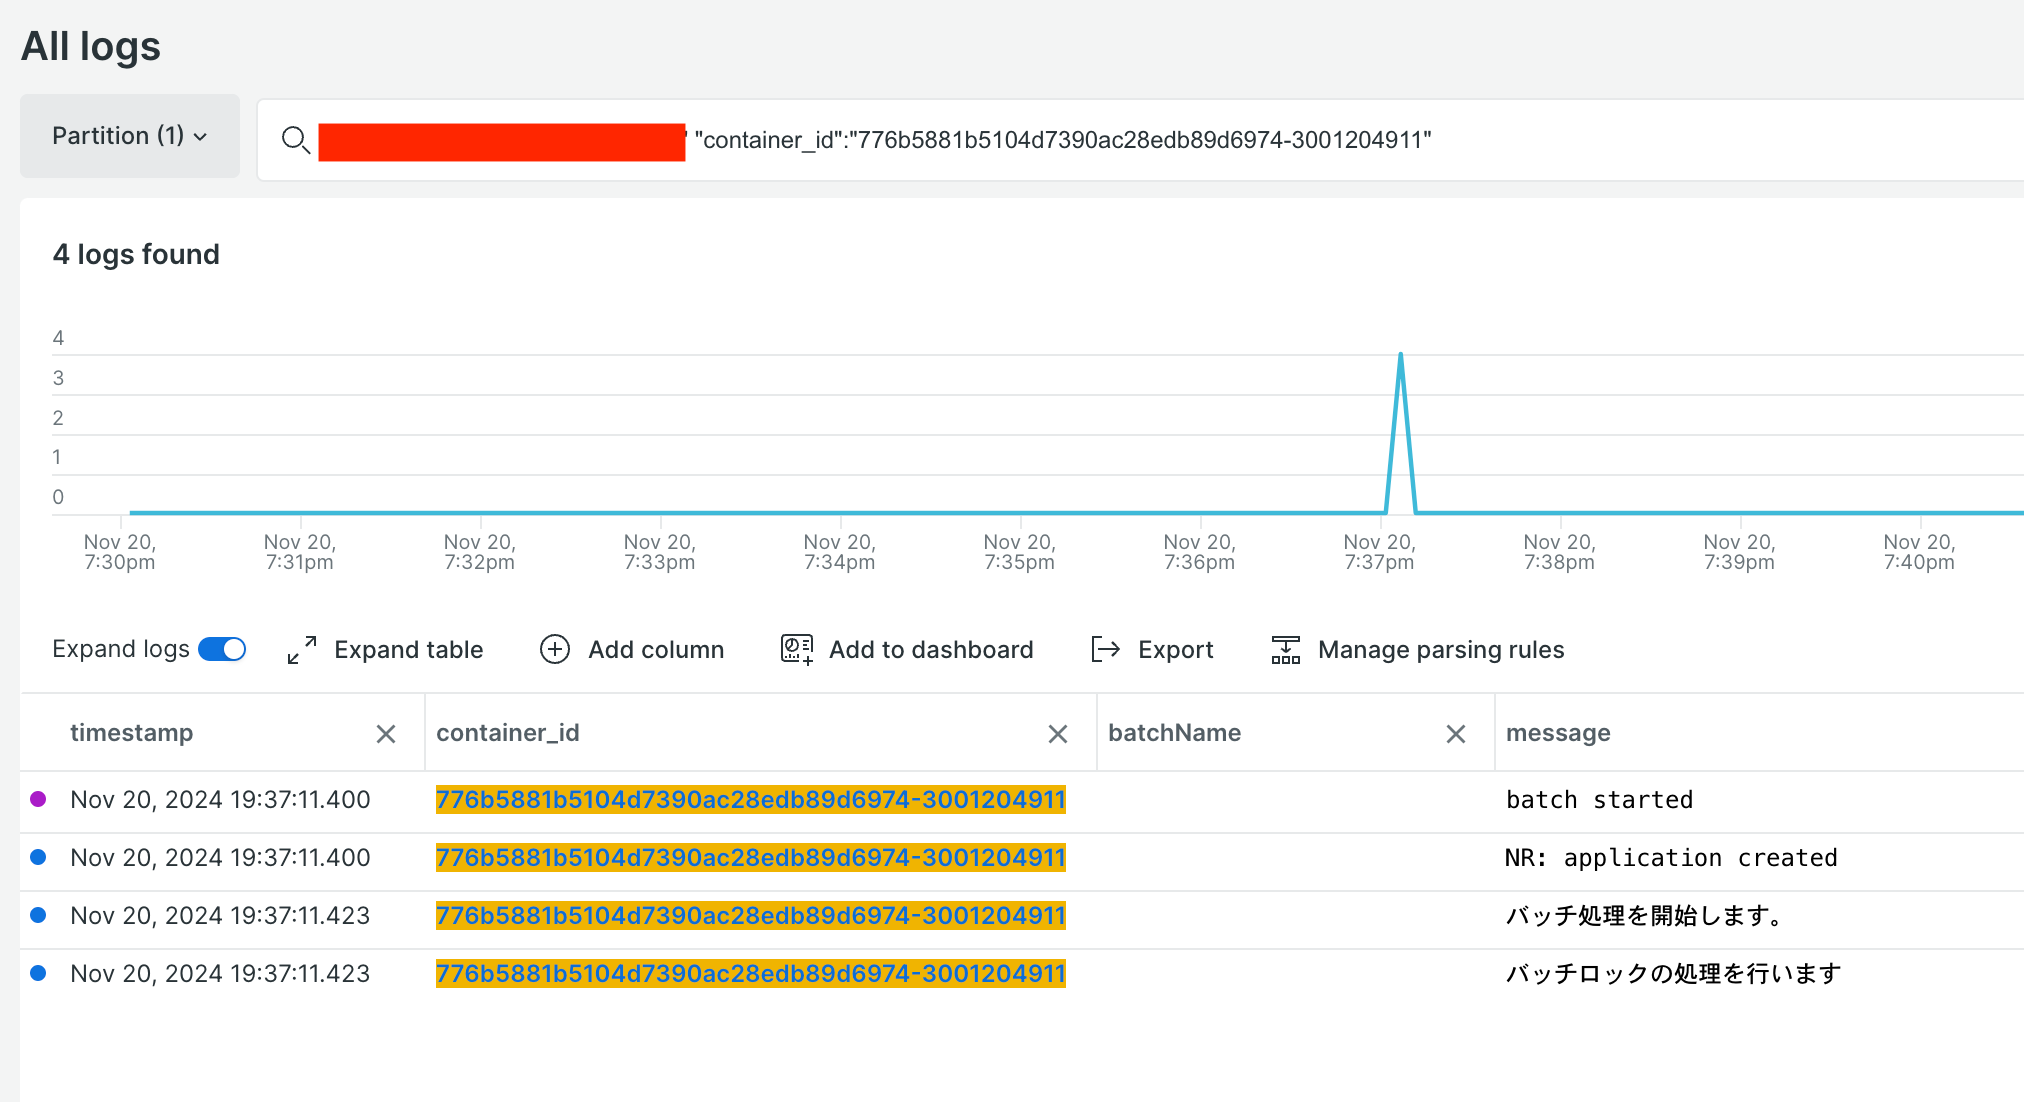 All logs
Partition (1)
"container_id":"776b5881b5104d7390ac28edb89d6974-3001204911"
4 logs found
4
3
2
1
0
Nov 20, 7:30pm
Nov 20, 7:31pm
Nov 20, 7:32pm
Nov 20, 7:33pm
Nov 20, 7:34pm
Nov 20, 7:35pm
Nov 20, 7:36pm
Nov 20, 7:37pm
Nov 20, 7:38pm
Nov 20, 7:39pm
Nov 20, 7:40pm
Expand logs Expand table Add column Add to dashboard Export Manage parsing rules
timestamp container_id batchName message
Nov 20, 2024 19:37:11.400 776b5881b5104d7390ac28edb89d6974-3001204911 batch started
Nov 20, 2024 19:37:11.400 776b5881b5104d7390ac28edb89d6974-3001204911 NR: application created
Nov 20, 2024 19:37:11.423 776b5881b5104d7390ac28edb89d6974-3001204911 バッチ処理を開始します。
Nov 20, 2024 19:37:11.423 776b5881b5104d7390ac28edb89d6974-3001204911 バッチロックの処理を行います